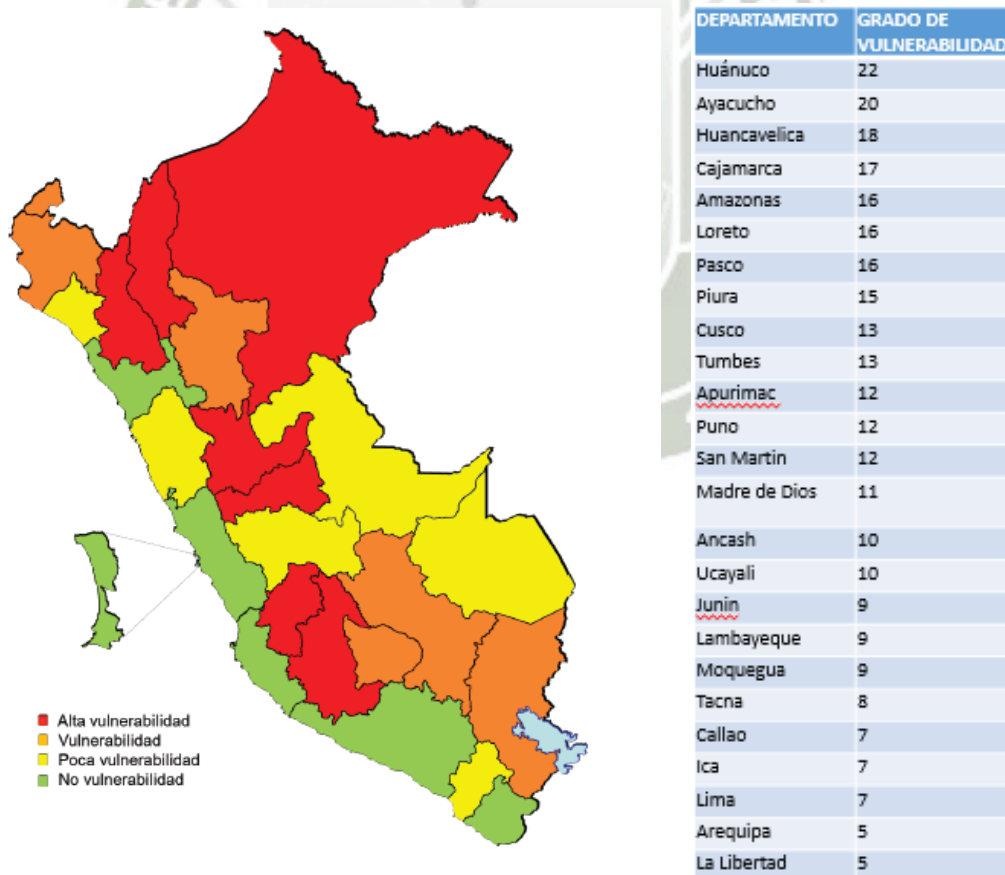 DEPARTAMENTO GRADO DE VULNERABILIDAD
Huánuco 22
Ayacucho 20
Huancavelica 18
Cajamarca 17
Amazonas 16
Loreto 16
Pasco 16
Piura 15
Cusco 13
Tumbes 13
Apurimac 12
Puno 12
San Martin 12
Madre de Dios 11
Ancash 10
Ucayali 10
Junin 9
Lambayeque 9
Moquegua 9
Tacna 8
Callao 7
Ica 7
Lima 7
Arequipa 5
La Libertad 5
Alta vulnerabilidad
Vulnerabilidad
Poca vulnerabilidad
No vulnerabilidad